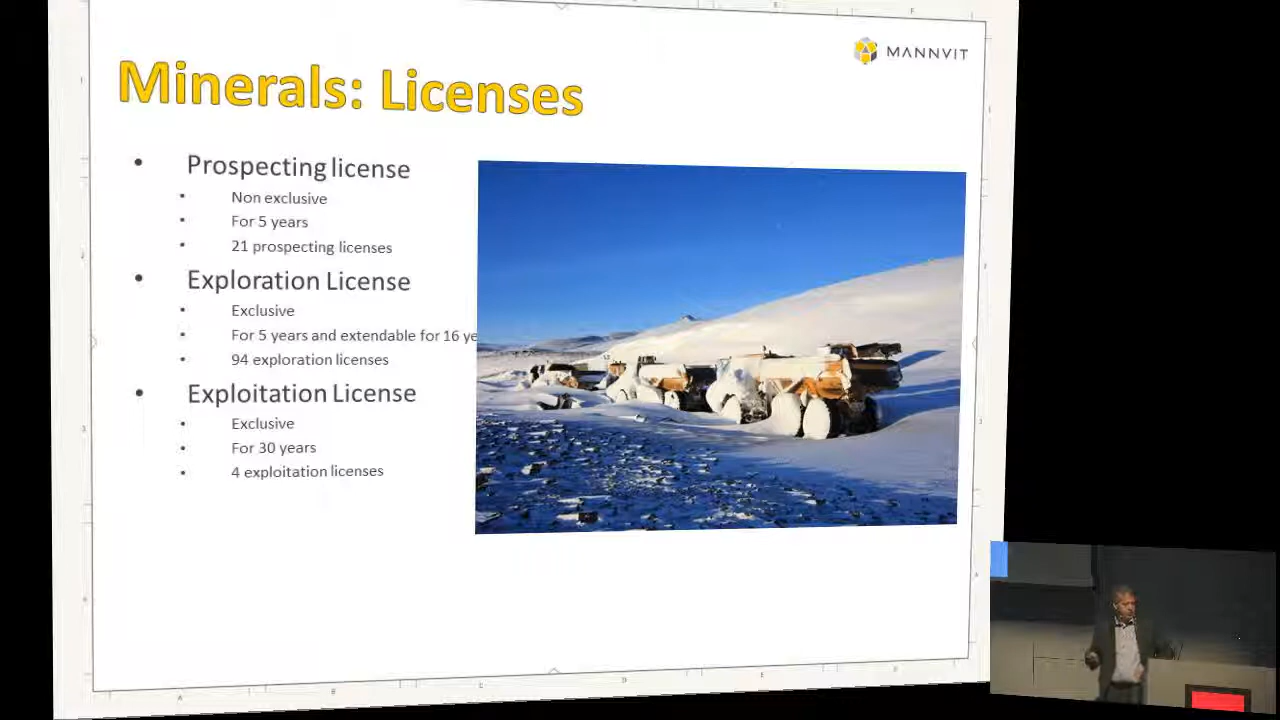 MANNVIT
Minerals: Licenses
• Prospecting license
• Non exclusive
• For 5 years
• 21 prospecting licenses
• Exploration License
• Exclusive
• For 5 years and extendable for 16 ye
• 94 exploration licenses
• Exploitation License
• Exclusive
• For 30 years
• 4 exploitation licenses